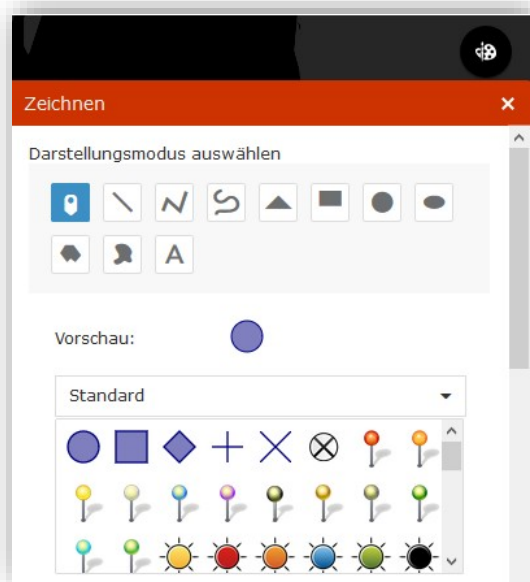 Zeichnen
Darstellungsmodus auswählen
A
Vorschau:
Standard